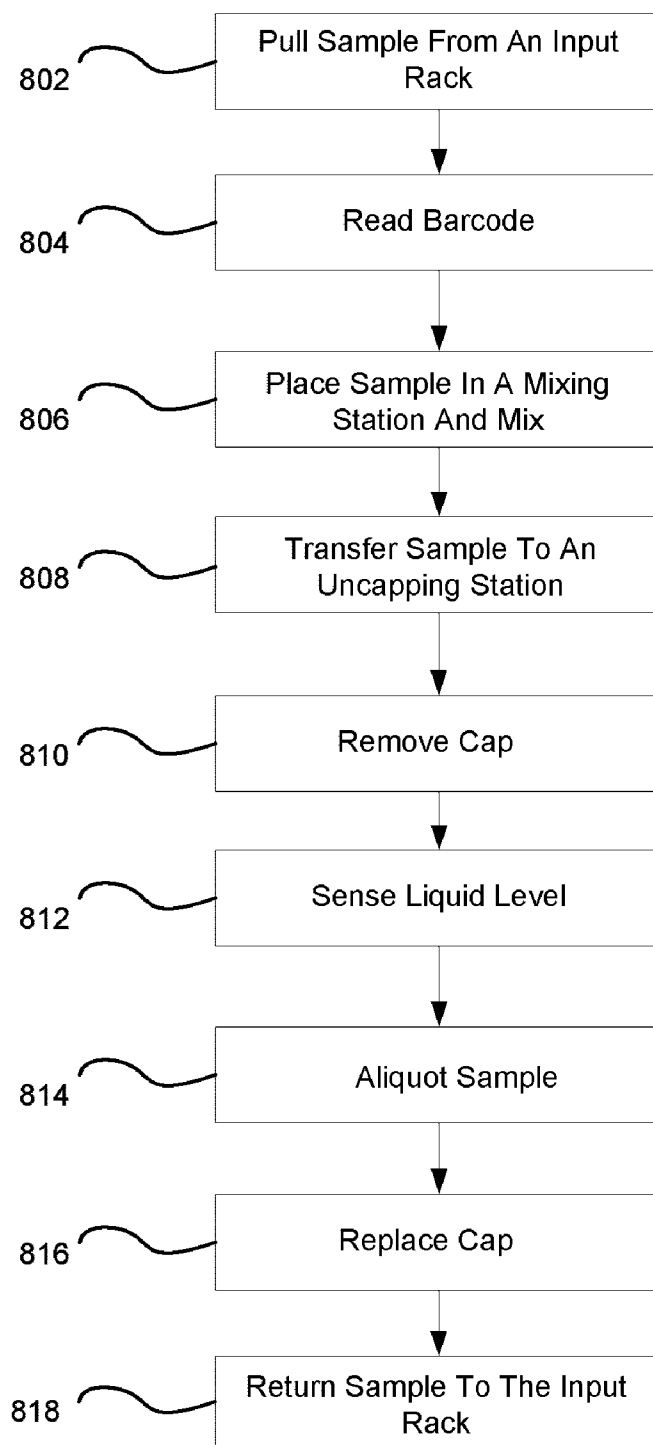 Pull Sample From An Input
Rack
802
Read Barcode
804
Place Sample In A Mixing
Station And Mix
806
Transfer Sample To An
Uncapping Station
808
Remove Cap
810
Sense Liquid Level
812
Aliquot Sample
814
Replace Cap
816
Return Sample To The Input
Rack
818